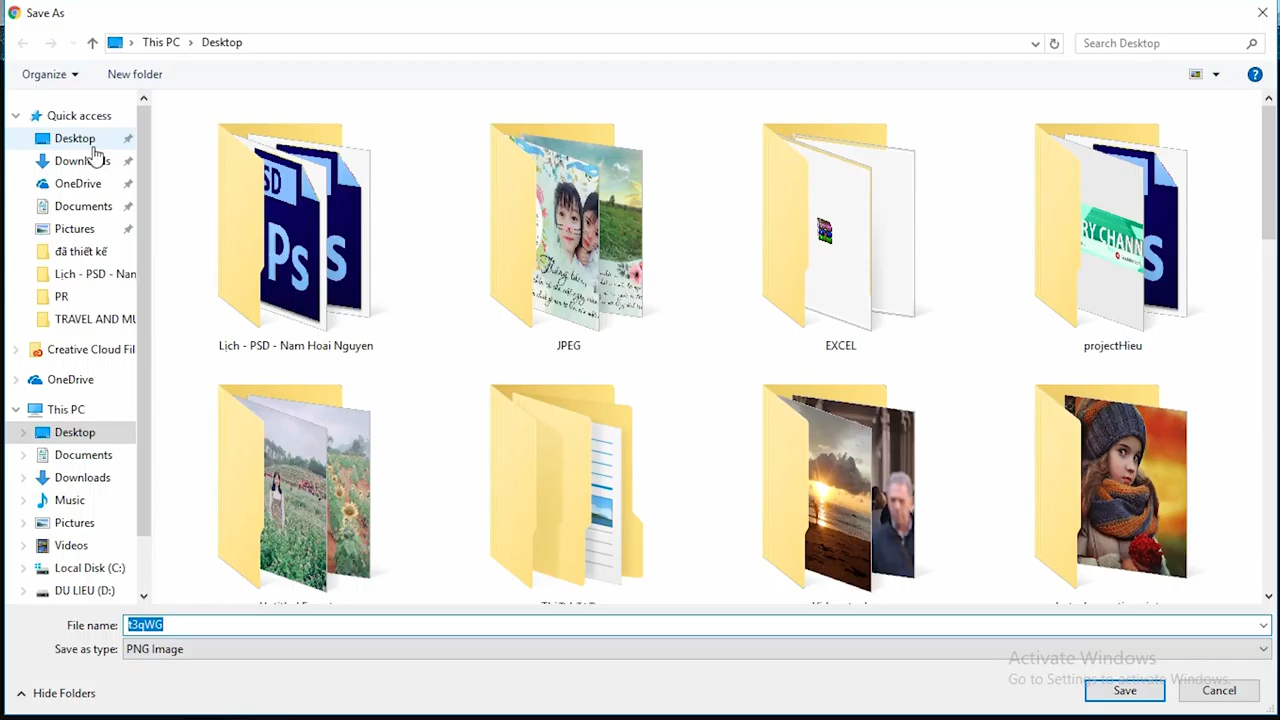 Save As
This PC
Desktop
Search Desktop
Organize
New folder
Quick access
Desktop
OneDrive
Documents
Pictures
đã thiết kế
Lich - PSD - Nan
PR
TRAVEL AND MU
Creative Cloud Fil
OneDrive
This PC
Desktop
Documents
Downloads
Music
Pictures
Videos
Local Disk (C:)
DU LIEU (D:)
Lịch - PSD - Nam Hoai Nguyen
JPEG
EXCEL
projectHieu
File name:
t3qWG
Save as type:
PNG Image
Hide Folders
Activate Windows
Go to Settings to activate Windows.
Save
Cancel